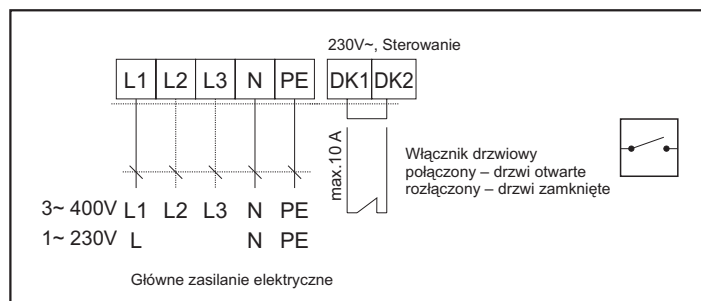 230V~, Sterowanie
L1 L2 L3 N PE DK1 DK2
max.10 A
Włącznik drzwiowy
połączony – drzwi otwarte
rozłączony – drzwi zamknięte
3~ 400V L1 L2 L3 N PE
1~ 230V L N PE
Główne zasilanie elektryczne